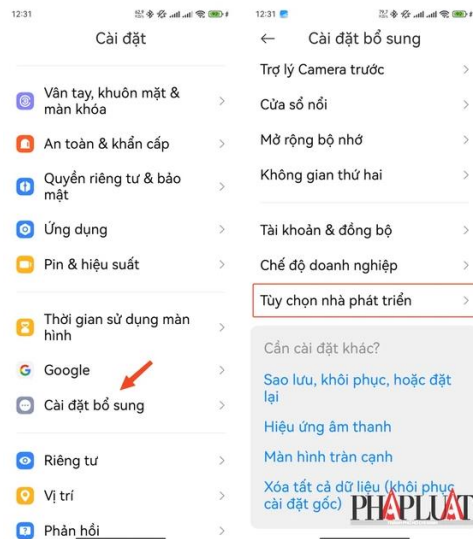 12:31
Cài đặt
Vân tay, khuôn mặt &
màn khóa
An toàn & khẩn cấp
Quyền riêng tư & bảo
mật
Ứng dụng
Pin & hiệu suất
Thời gian sử dụng màn
hình
Google
Cài đặt bổ sung
Riêng tư
Vị trí
Phản hồi
12:31
Cài đặt bổ sung
Trợ lý Camera trước
Cửa sổ nổi
Mở rộng bộ nhớ
Không gian thứ hai
Tài khoản & đồng bộ
Chế độ doanh nghiệp
Tùy chọn nhà phát triển
Cần cài đặt khác?
Sao lưu, khôi phục, hoặc đặt
lại
Hiệu ứng âm thanh
Màn hình tràn cạnh
Xóa tất cả dữ liệu (khôi phục
cài đặt gốc)
PHÁPLUẬT